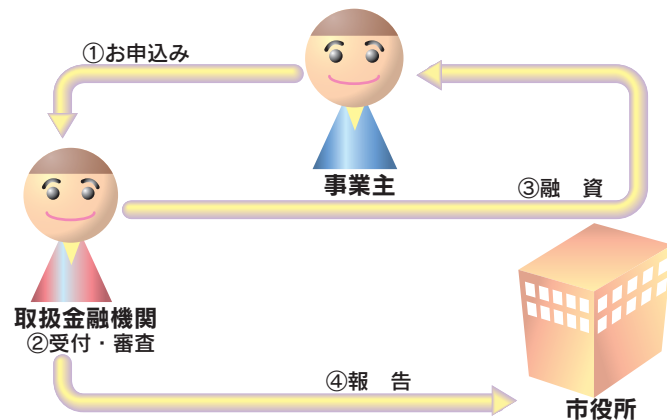 ①お申込み
事業主
③融　資
取扱金融機関
②受付・審査
④報　告
市役所